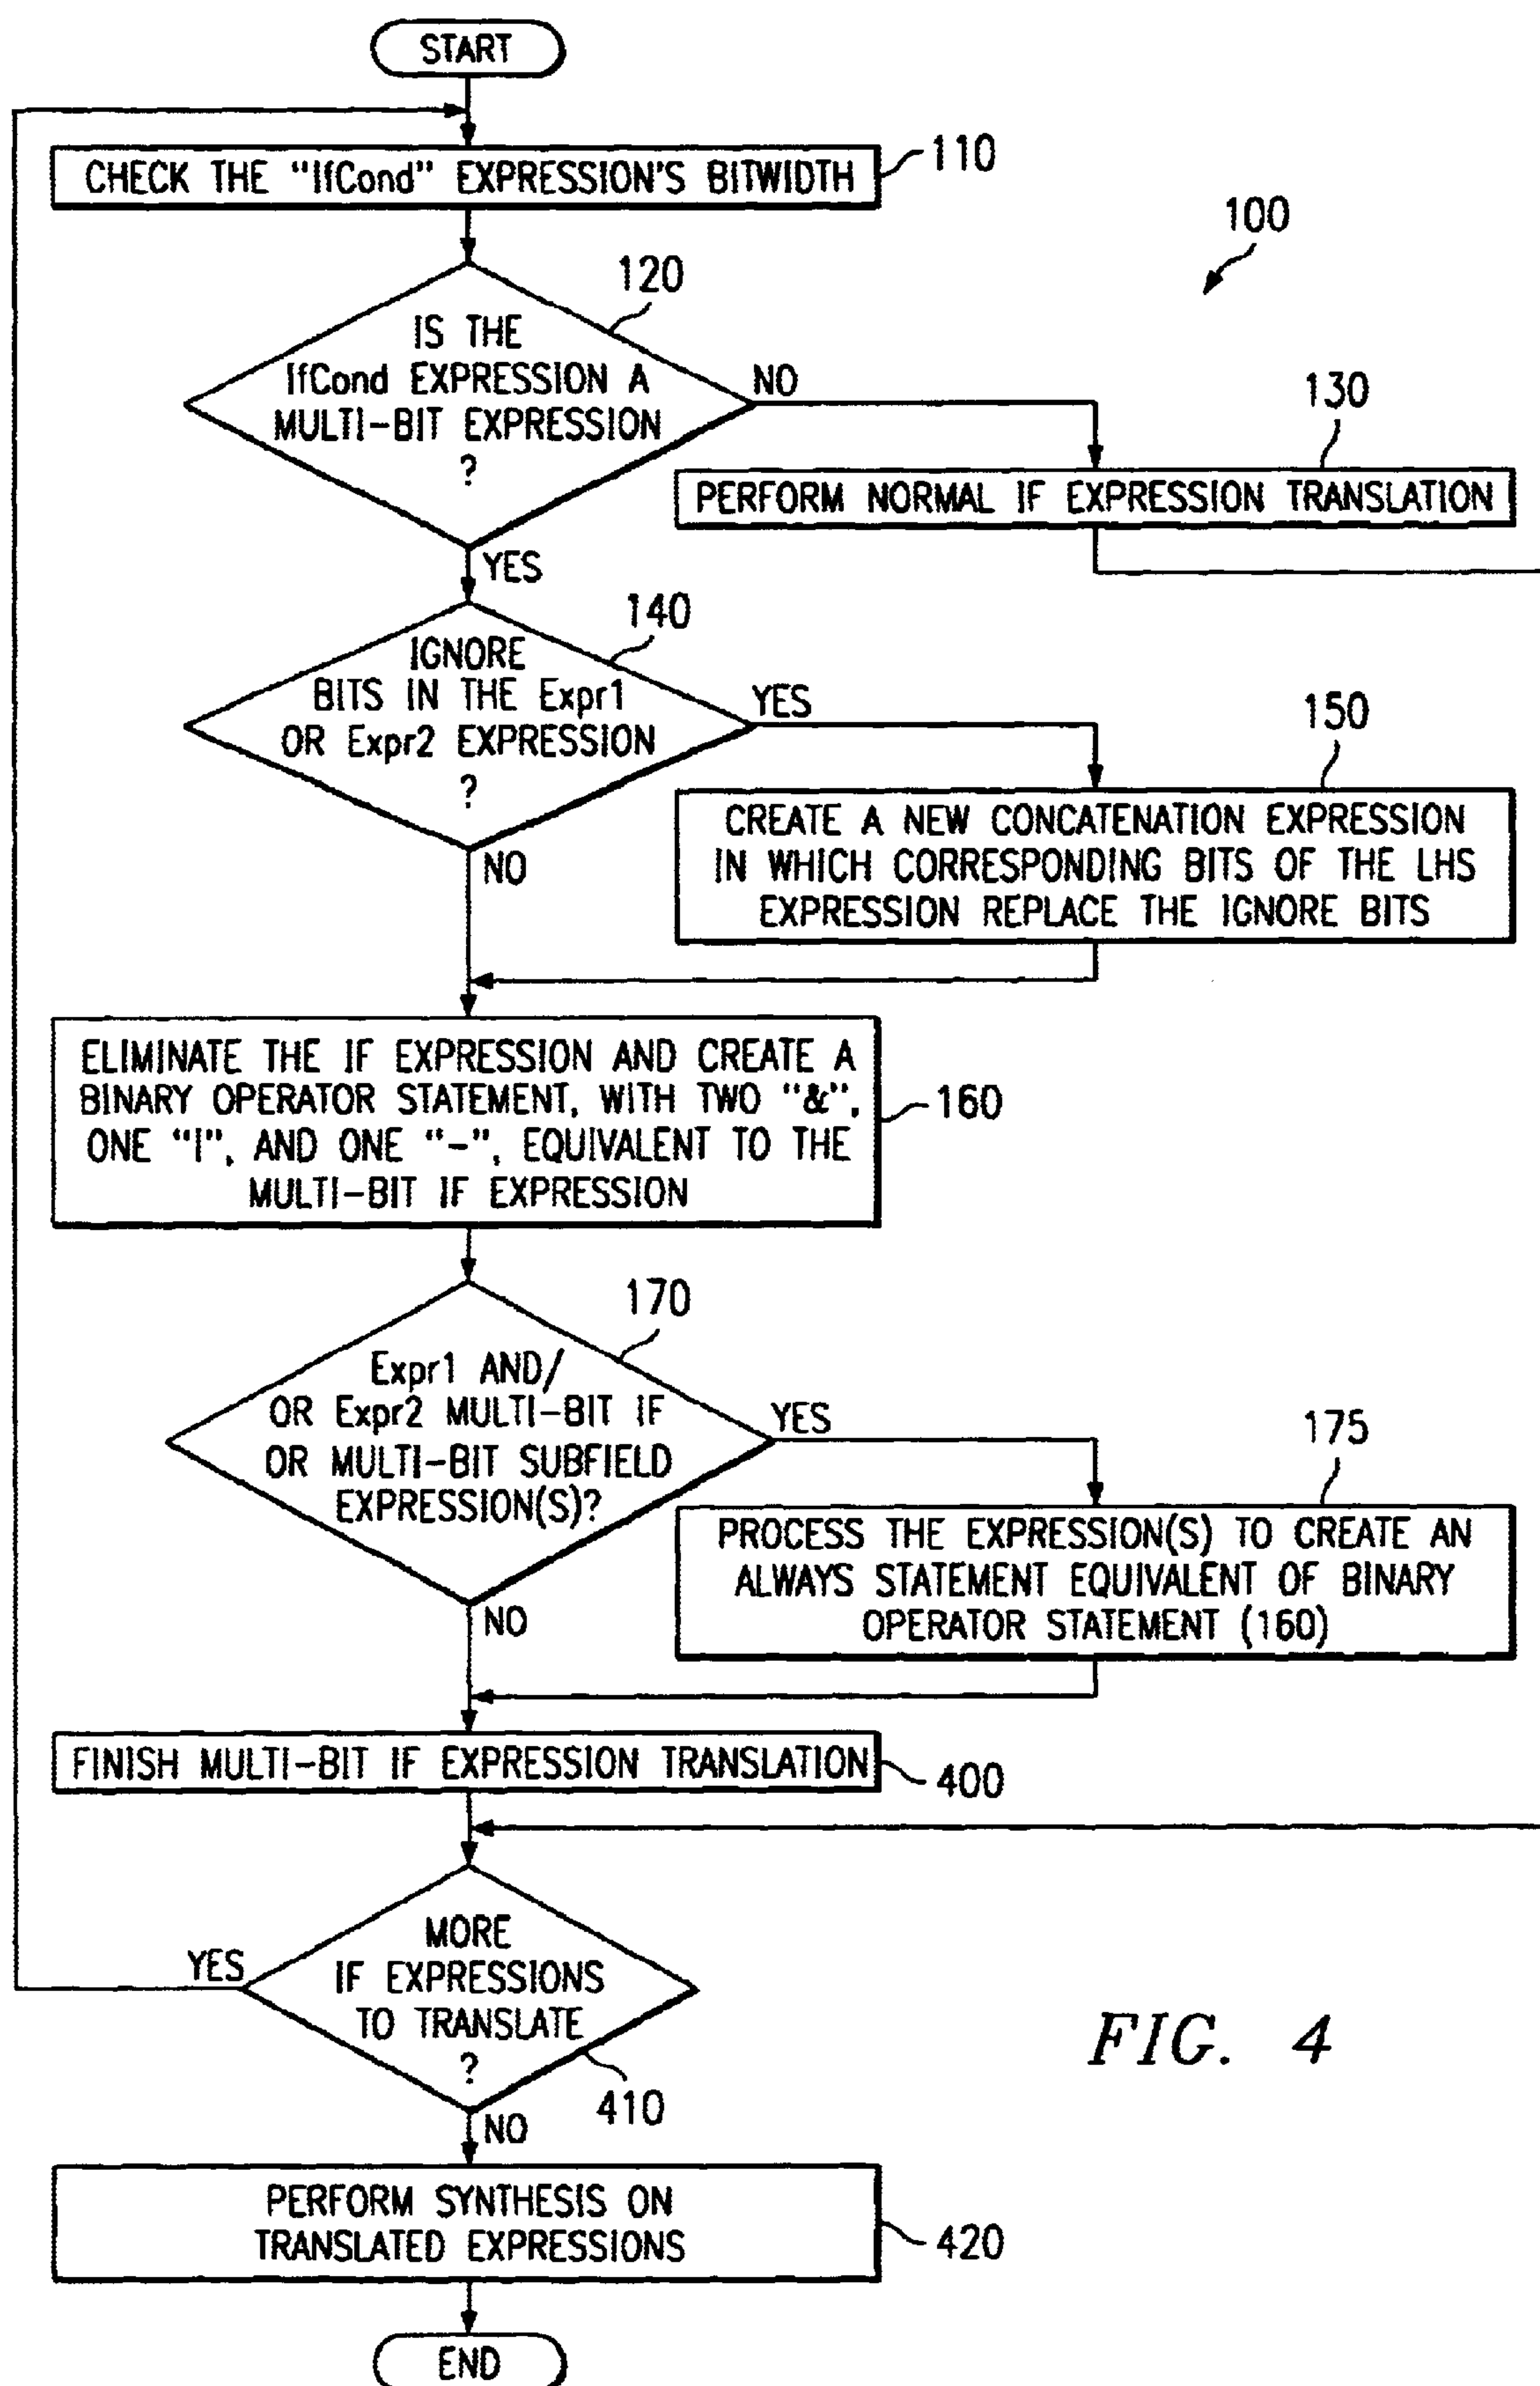 START
CHECK THE "IfCond" EXPRESSION'S BITWIDTH
110
100
120
IS THE
IfCond EXPRESSION A
MULTI-BIT EXPRESSION
?
NO
130
PERFORM NORMAL IF EXPRESSION TRANSLATION
YES
140
IGNORE
BITS IN THE Expr1
OR Expr2 EXPRESSION
?
YES
150
CREATE A NEW CONCATENATION EXPRESSION
IN WHICH CORRESPONDING BITS OF THE LHS
EXPRESSION REPLACE THE IGNORE BITS
NO
ELIMINATE THE IF EXPRESSION AND CREATE A
BINARY OPERATOR STATEMENT, WITH TWO "&",
ONE "|", AND ONE "-", EQUIVALENT TO THE
MULTI-BIT IF EXPRESSION
160
170
Expr1 AND/
OR Expr2 MULTI-BIT IF
OR MULTI-BIT SUBFIELD
EXPRESSION(S)?
YES
175
PROCESS THE EXPRESSION(S) TO CREATE AN
ALWAYS STATEMENT EQUIVALENT OF BINARY
OPERATOR STATEMENT (160)
NO
FINISH MULTI-BIT IF EXPRESSION TRANSLATION
400
YES
MORE
IF EXPRESSIONS
TO TRANSLATE
?
410
NO
FIG. 4
PERFORM SYNTHESIS ON
TRANSLATED EXPRESSIONS
420
END